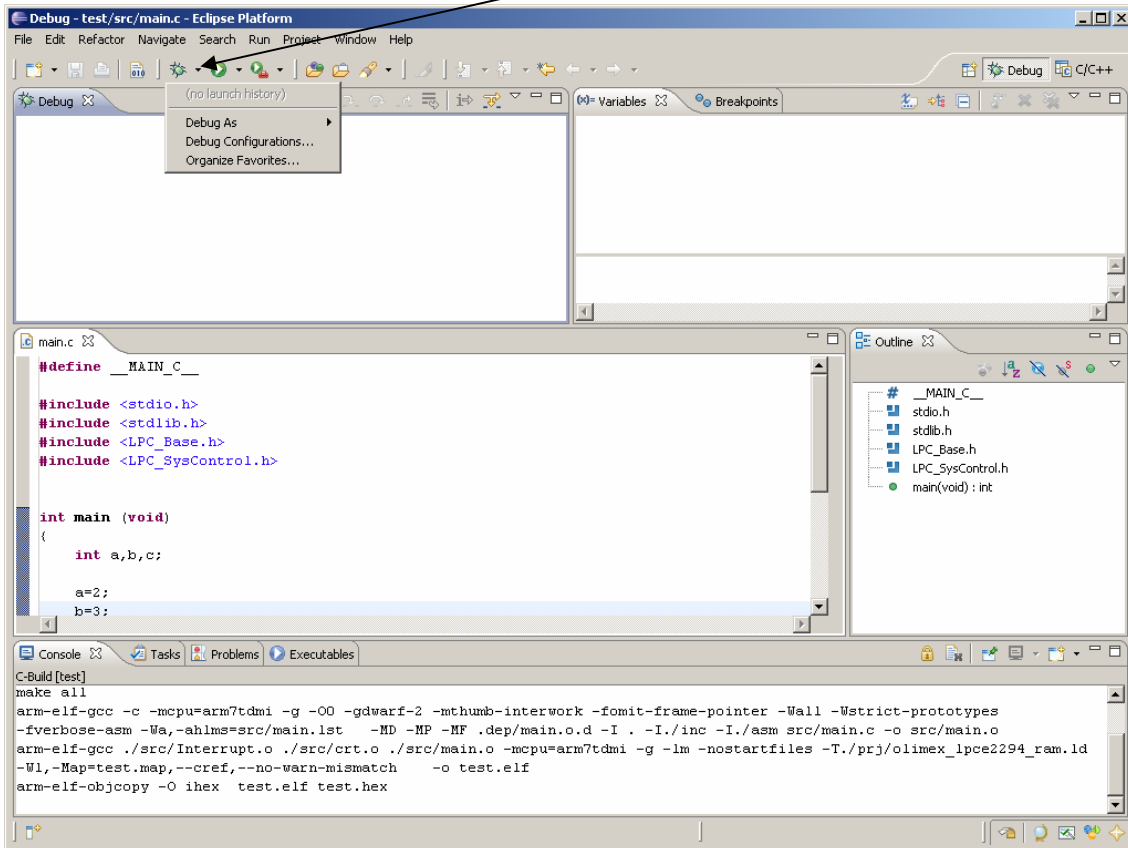 Debug - test/src/main.c - Eclipse Platform
File Edit Refactor Navigate Search Run Project Window Help
Debug C/C++
(no launch history)
Debug As
Debug Configurations...
Organize Favorites...
Debug
(x)= Variables Breakpoints
main.c
#define __MAIN_C__
#include <stdio.h>
#include <stdlib.h>
#include <LPC_Base.h>
#include <LPC_SysControl.h>
int main (void)
{
int a,b,c;
a=2;
b=3;
Outline
# __MAIN_C__
stdio.h
stdlib.h
LPC_Base.h
LPC_SysControl.h
main(void) : int
Console Tasks Problems Executables
C-Build [test]
make all
arm-elf-gcc -c -mcpu=arm7tdmi -g -O0 -gdwarf-2 -mthumb-interwork -fomit-frame-pointer -Wall -Wstrict-prototypes
-fverbose-asm -Wa,-ahlms=src/main.lst -MD -MP -MF .dep/main.o.d -I . -I./inc -I./asm src/main.c -o src/main.o
arm-elf-gcc ./src/Interrupt.o ./src/crt.o ./src/main.o -mcpu=arm7tdmi -g -lm -nostartfiles -T./prj/olimex_lpce2294_ram.ld
-Wl,-Map=test.map,--cref,--no-warn-mismatch -o test.elf
arm-elf-objcopy -O ihex test.elf test.hex